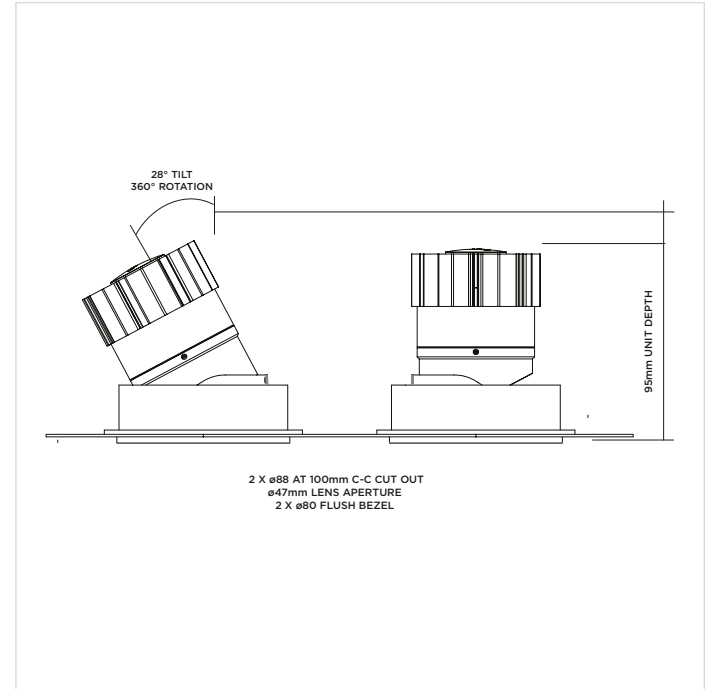 28° TILT
360° ROTATION
95mm UNIT DEPTH
2 X ø88 AT 100mm C-C CUT OUT
ø47mm LENS APERTURE
2 X ø80 FLUSH BEZEL